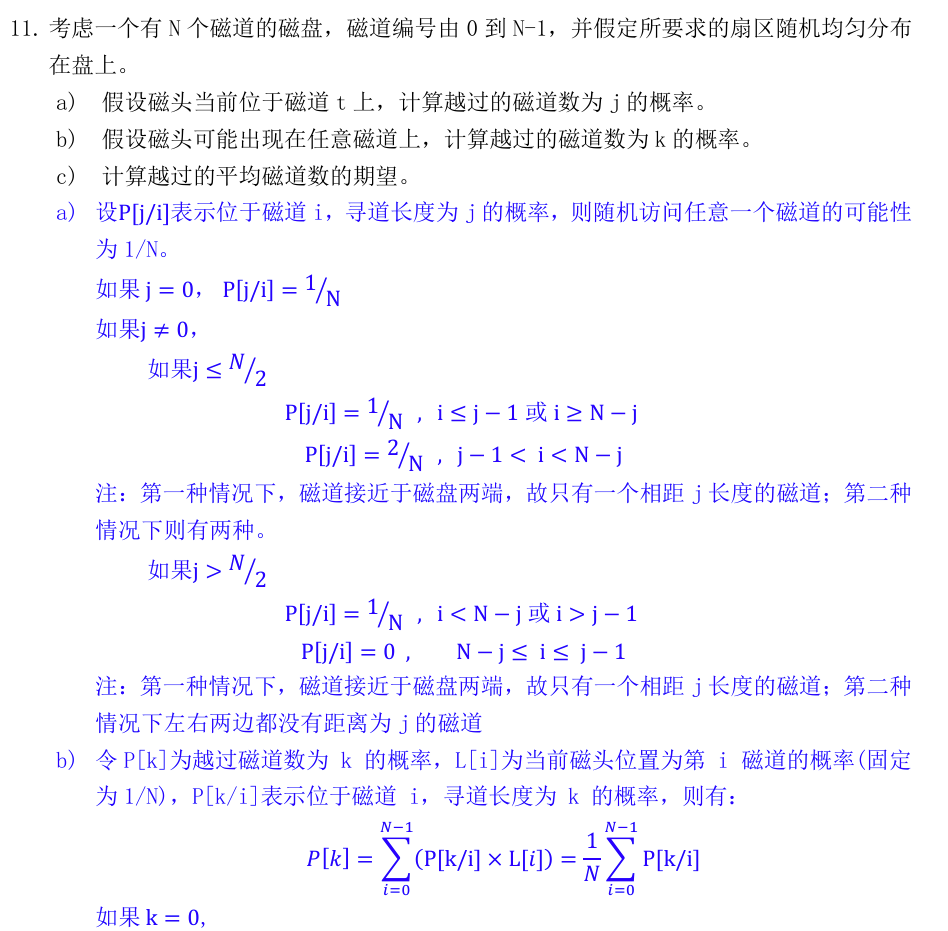 11. 考虑一个有 N 个磁道的磁盘，磁道编号由 0 到 N-1，并假定所要求的扇区随机均匀分布
在盘上。
a) 假设磁头当前位于磁道 t 上，计算越过的磁道数为 j 的概率。
b) 假设磁头可能出现在任意磁道上，计算越过的磁道数为 k 的概率。
c) 计算越过的平均磁道数的期望。
a) 设P[j/i]表示位于磁道 i，寻道长度为 j 的概率，则随机访问任意一个磁道的可能性
为 1/N。
如果 j = 0， P[j/i] = 1/N
如果j ≠ 0，
如果j ≤ N/2
P[j/i] = 1/N ， i ≤ j − 1 或 i ≥ N − j
P[j/i] = 2/N ， j − 1 < i < N − j
注：第一种情况下，磁道接近于磁盘两端，故只有一个相距 j 长度的磁道；第二种
情况下则有两种。
如果j > N/2
P[j/i] = 1/N ， i < N − j 或 i > j − 1
P[j/i] = 0 ， N − j ≤ i ≤ j − 1
注：第一种情况下，磁道接近于磁盘两端，故只有一个相距 j 长度的磁道；第二种
情况下左右两边都没有距离为 j 的磁道
b) 令 P[k]为越过磁道数为 k 的概率，L[i]为当前磁头位置为第 i 磁道的概率(固定
为 1/N)，P[k/i]表示位于磁道 i，寻道长度为 k 的概率，则有：
P[k] = ∑_{i=0}^{N−1} (P[k/i] × L[i]) = 1/N ∑_{i=0}^{N−1} P[k/i]
如果 k = 0,